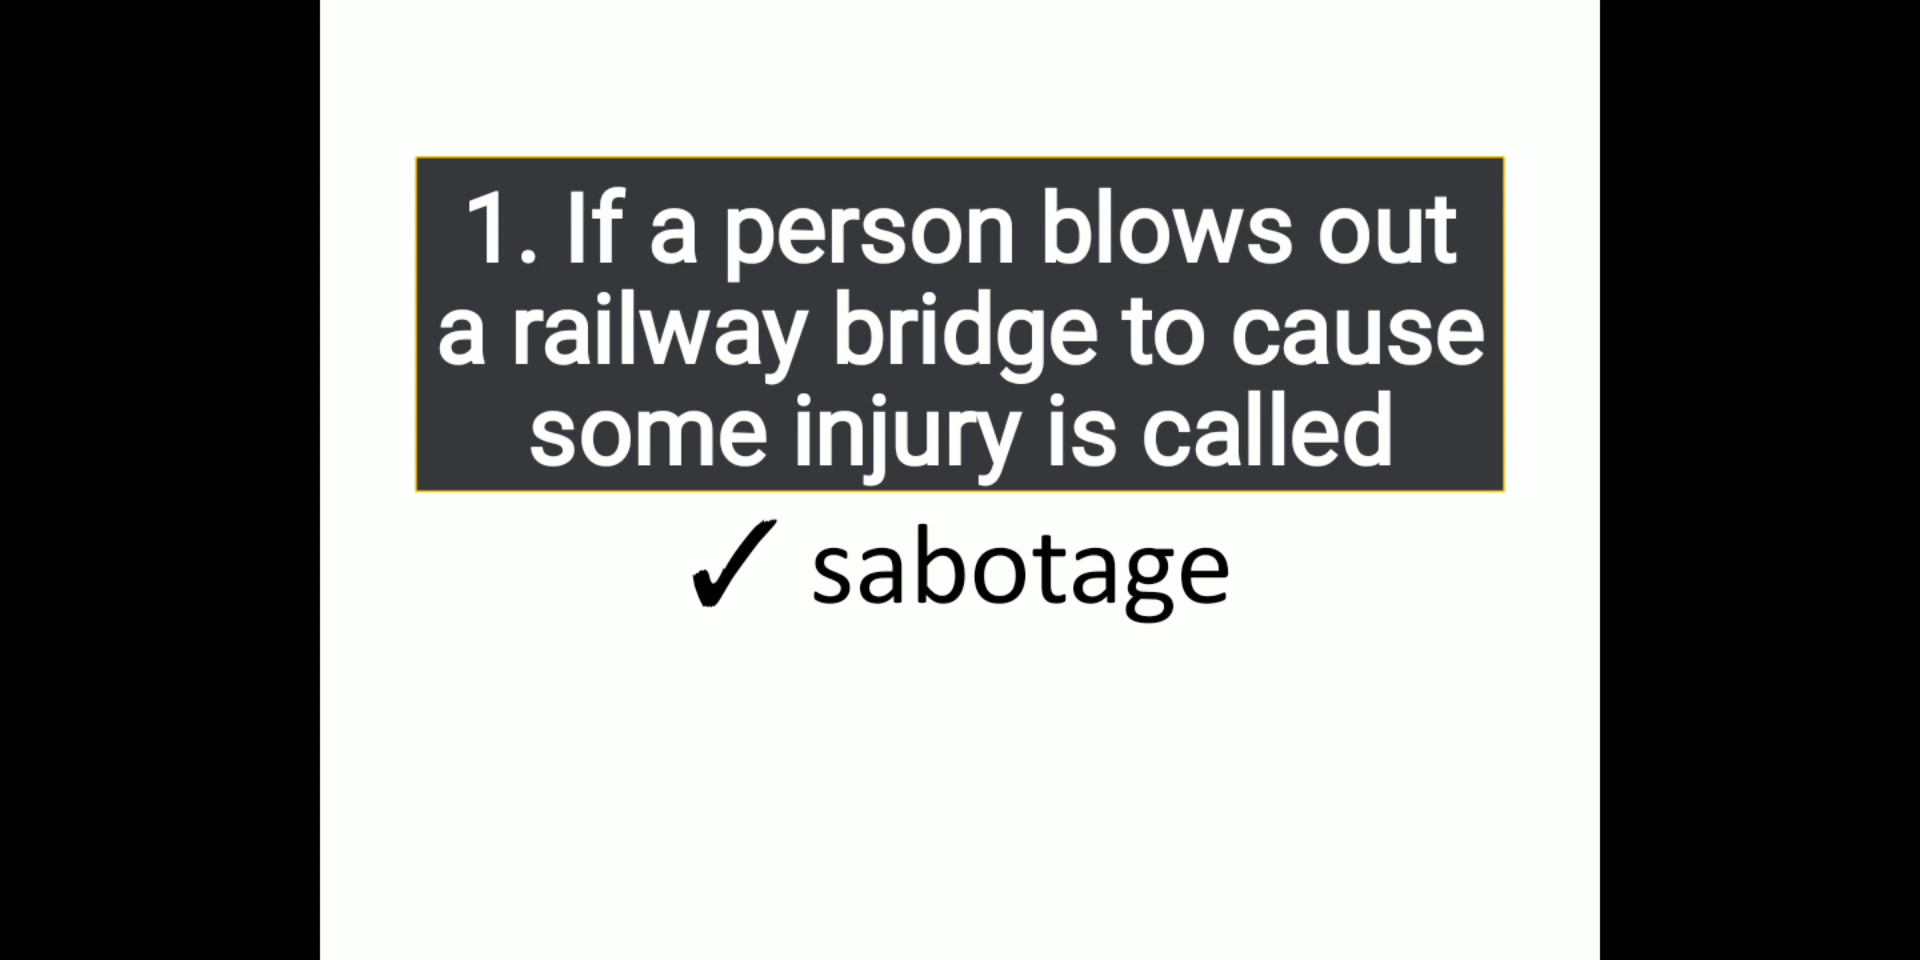 1. If a person blows out
a railway bridge to cause
some injury is called
✓ sabotage